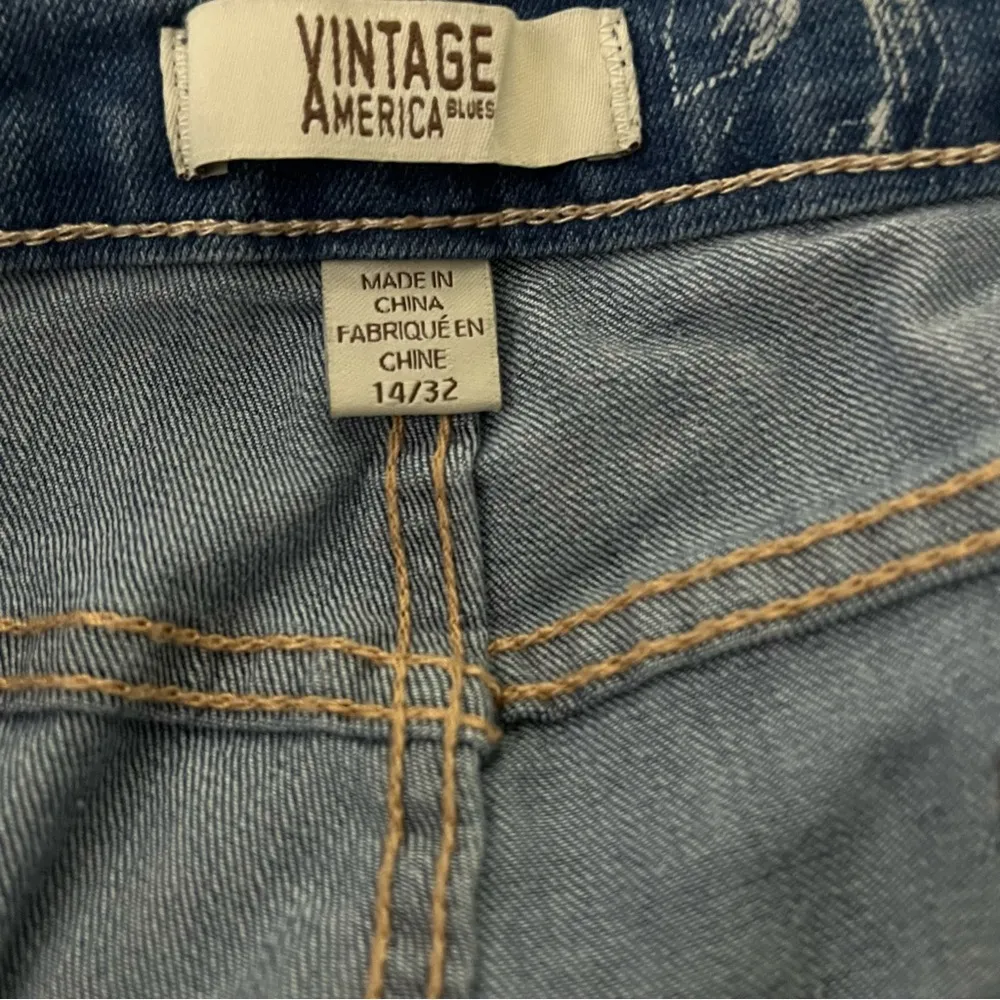 VINTAGE
AMERICA BLUES
MADE IN
CHINA
FABRIQUÉ EN
CHINE
14/32